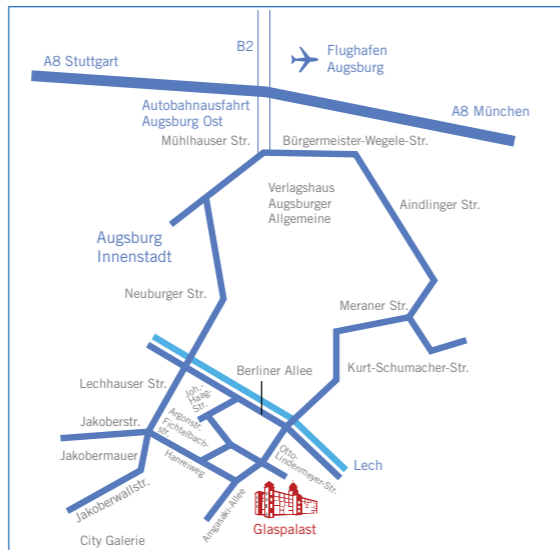 B2
Flughafen
Augsburg
A8 Stuttgart
Autobahnausfahrt
Augsburg Ost
A8 München
Mühlhauser Str.
Bürgermeister-Wegele-Str.
Verlagshaus
Augsburger
Allgemeine
Aindlinger Str.
Augsburg
Innenstadt
Neuburger Str.
Meraner Str.
Berliner Allee
Kurt-Schumacher-Str.
Lechhauser Str.
Joh.-
Haag-
Str.
Jakoberstr.
Argonstr.
Fichtelbach-
str.
Jakobermauer
Hanreiweg
Otto-
Lindenmeyer-Str.
Lech
Jakoberwallstr.
Amgasaki-Allee
Glaspalast
City Galerie